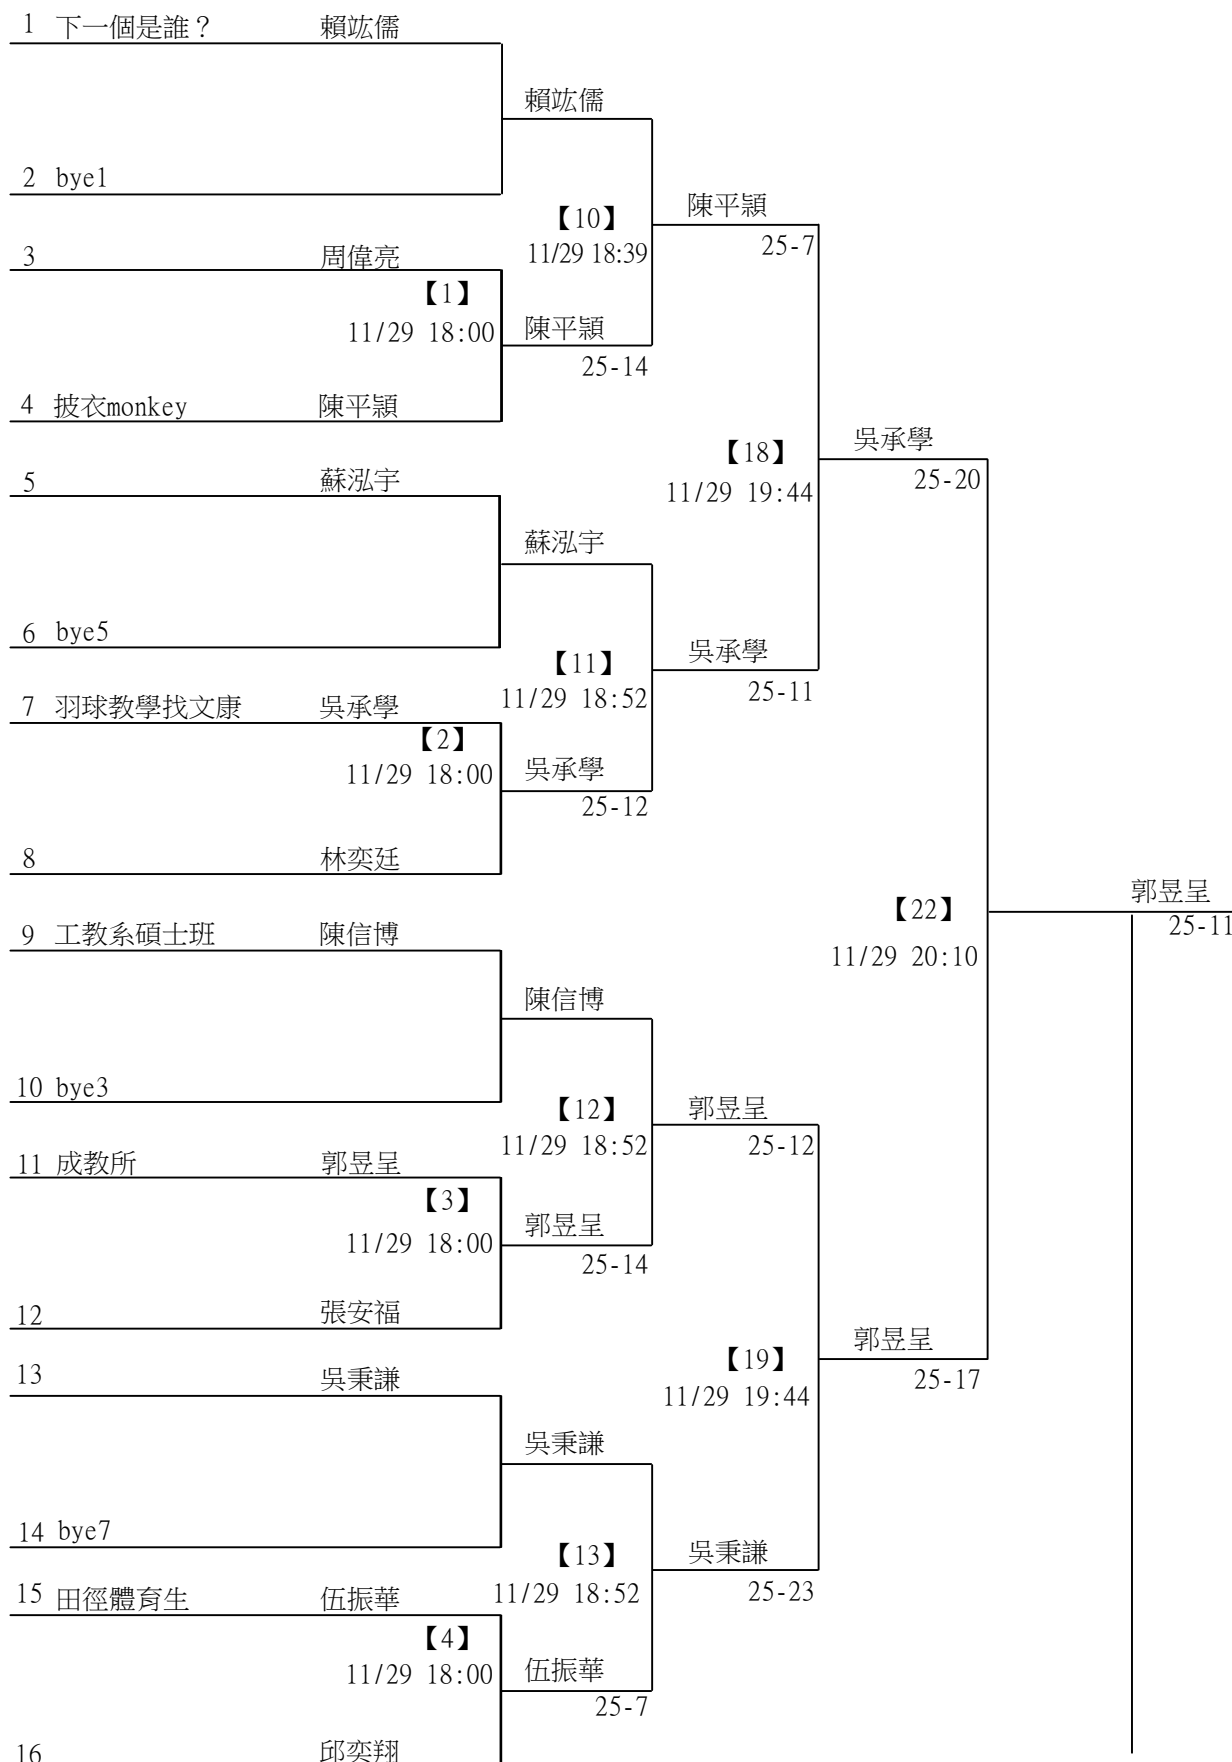 1 下一個是誰？ 賴竑儒
賴竑儒
2 bye1
【10】
11/29 18:39
陳平頴
25-7
3 周偉亮
【1】
11/29 18:00
陳平頴
25-14
4 披衣monkey 陳平頴
【18】
11/29 19:44
吳承學
25-20
5 蘇泓宇
蘇泓宇
6 bye5
【11】
11/29 18:52
吳承學
25-11
7 羽球教學找文康 吳承學
【2】
11/29 18:00
吳承學
25-12
8 林奕廷
【22】
11/29 20:10
郭昱呈
25-11
9 工教系碩士班 陳信博
陳信博
10 bye3
【12】
11/29 18:52
郭昱呈
25-12
11 成教所 郭昱呈
【3】
11/29 18:00
郭昱呈
25-14
12 張安福
【19】
11/29 19:44
郭昱呈
25-17
13 吳秉謙
吳秉謙
14 bye7
【13】
11/29 18:52
吳秉謙
25-23
15 田徑體育生 伍振華
【4】
11/29 18:00
伍振華
25-7
16 邱奕翔